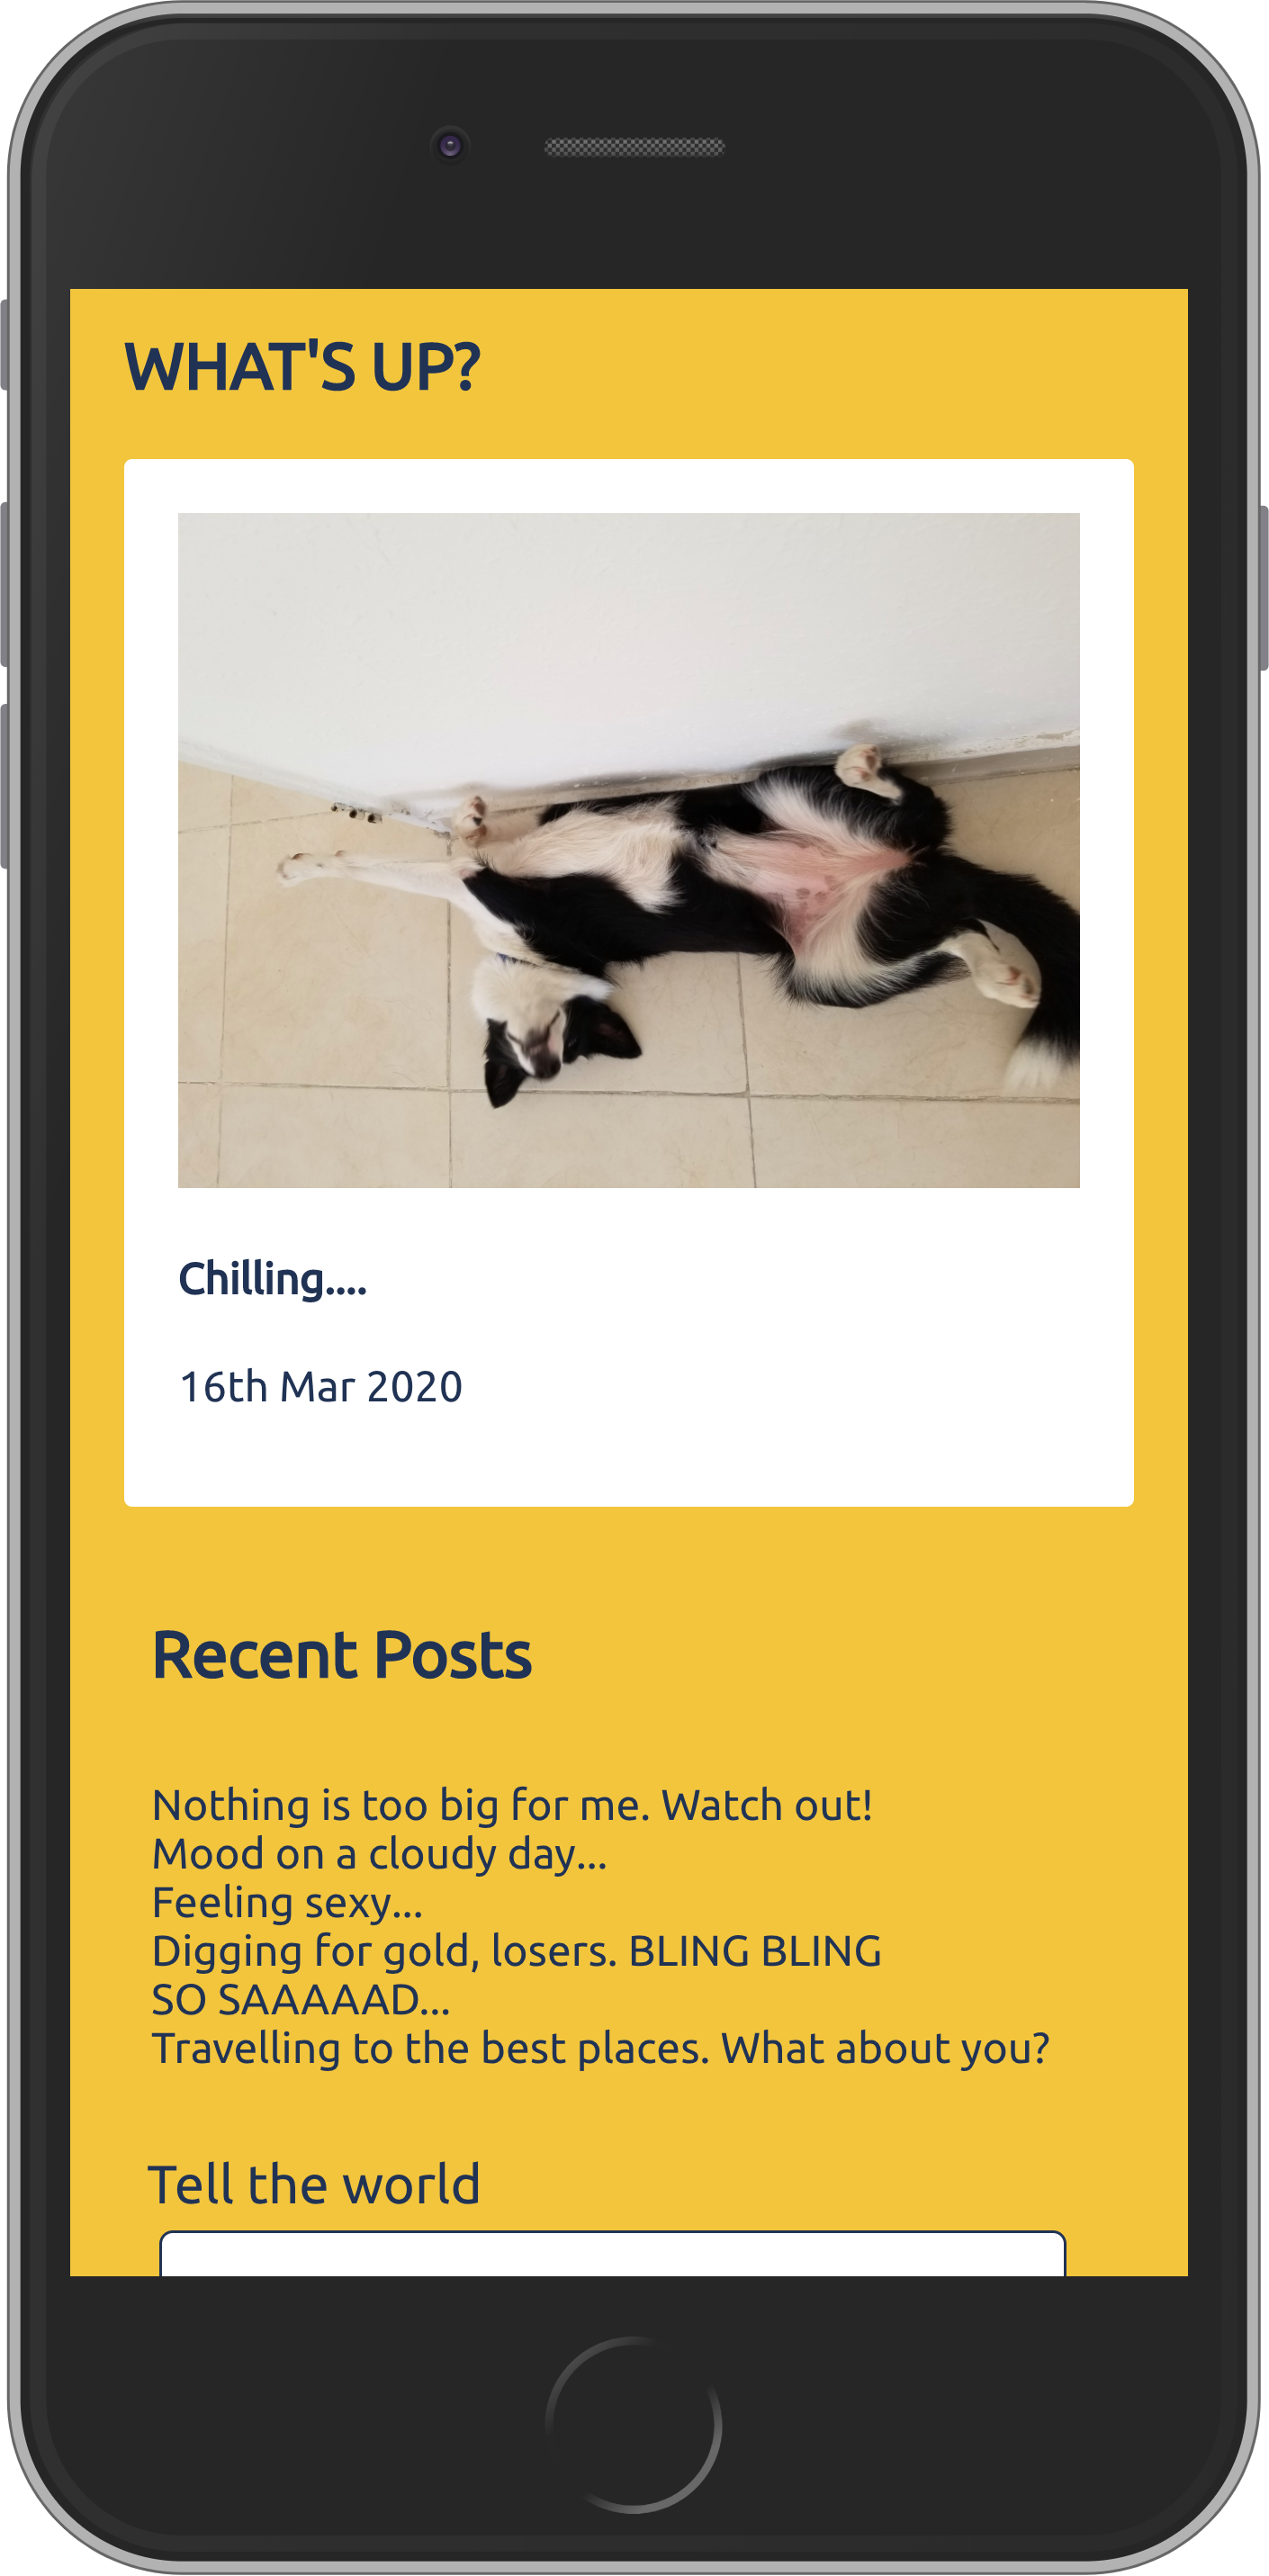 WHAT'S UP?
Chilling....
16th Mar 2020
Recent Posts
Nothing is too big for me. Watch out!
Mood on a cloudy day...
Feeling sexy...
Digging for gold, losers. BLING BLING
SO SAAAAAD...
Travelling to the best places. What about you?
Tell the world